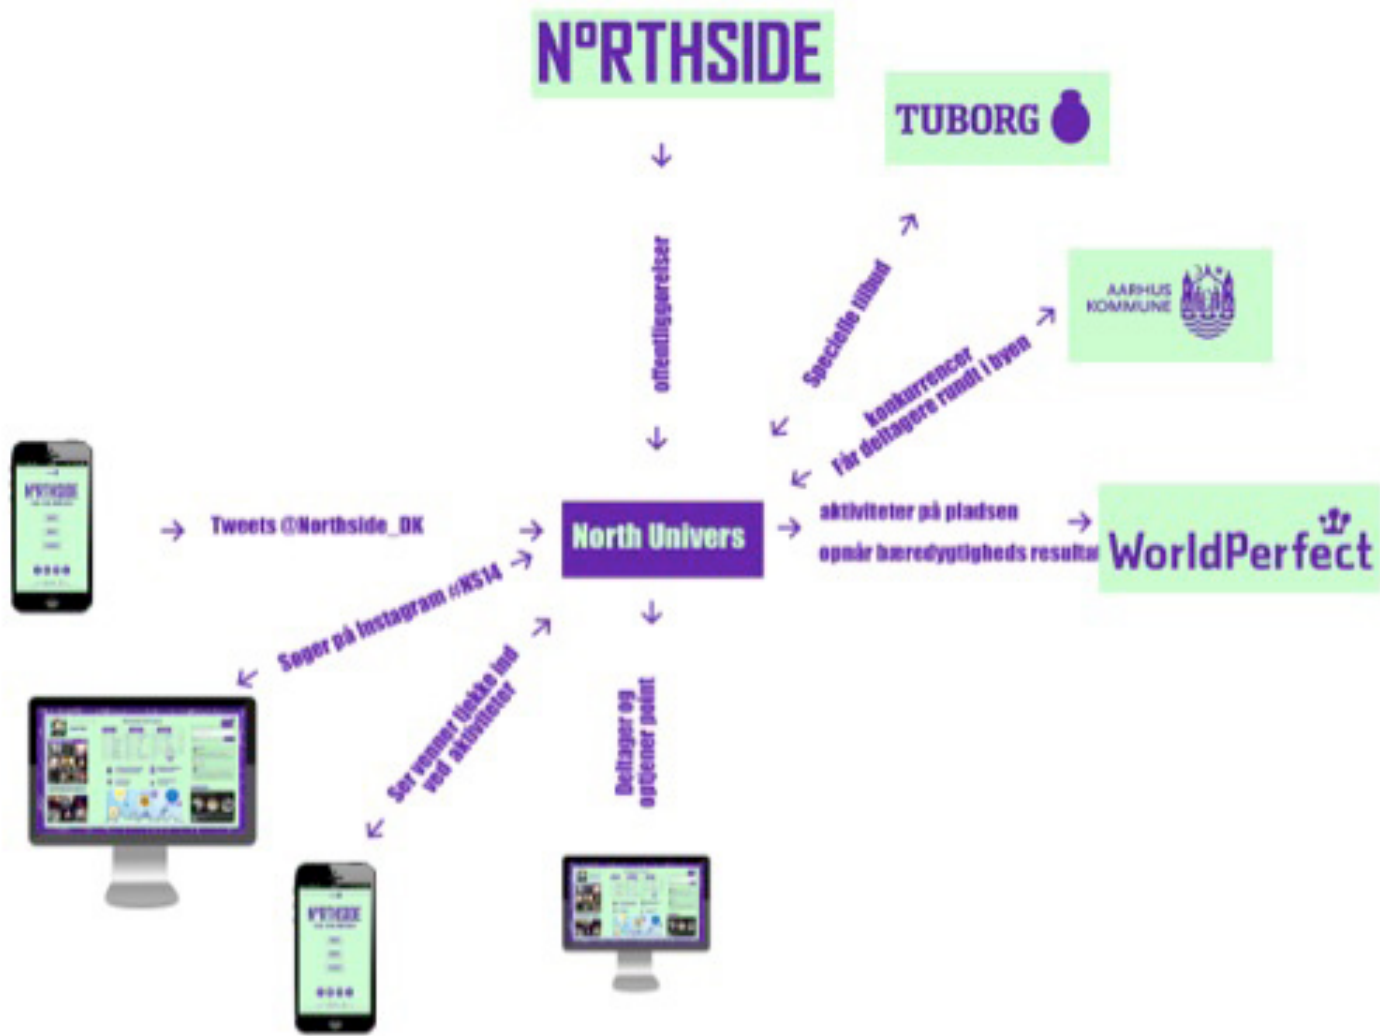 NºRTHSIDE
TUBORG
offentliggørelser
Specielle tilbud
AARHUS
KOMMUNE
konkurrencer
Får deltagere rundt i byen
NºRTHSIDE
Tweets @Northside_DK
North Univers
aktiviteter på pladsen
opnår bæredygtigheds resultat
WorldPerfect
Søger på Instagram #NS14
Ser venner tjekke ind
ved aktiviteter
Deltager og
optjener point
NºRTHSIDE